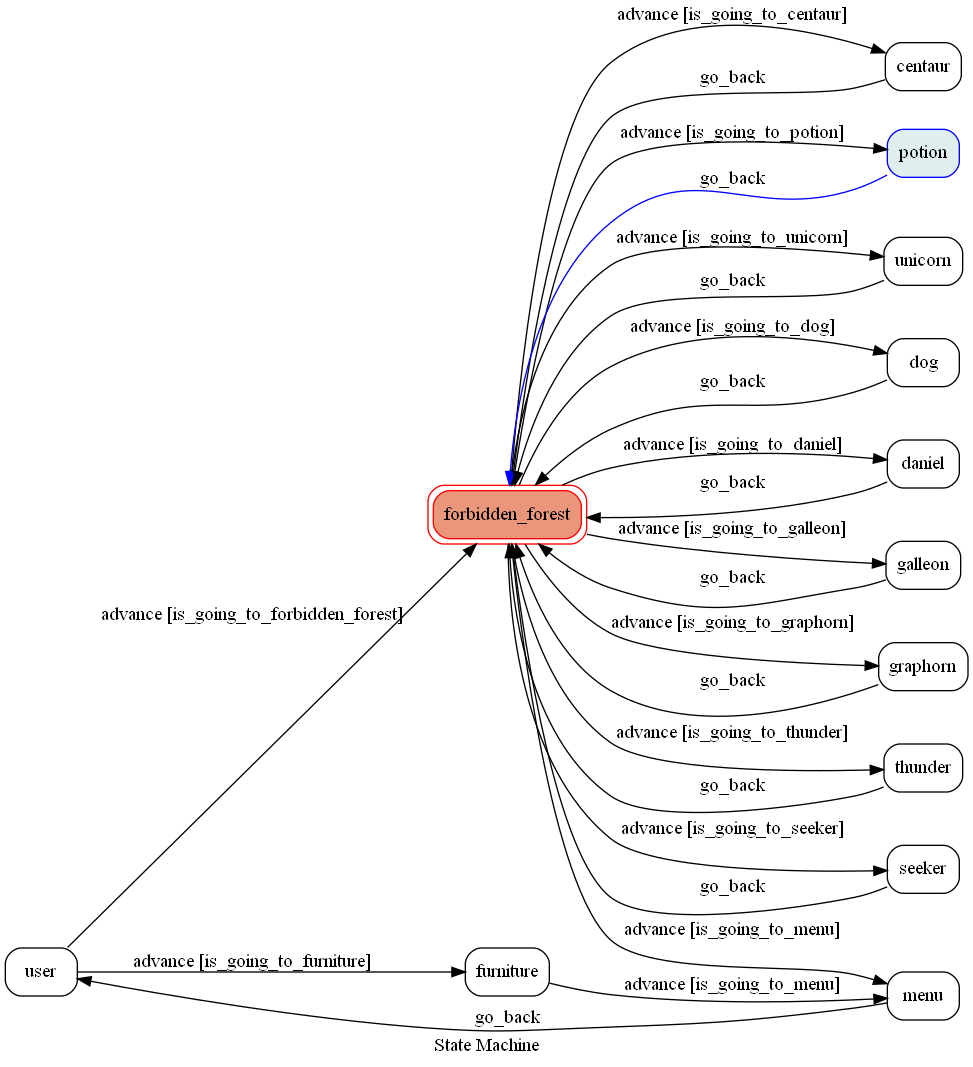 advance [is_going_to_centaur]
centaur
go_back
advance [is_going_to_potion]
potion
go_back
advance [is_going_to_unicorn]
unicorn
go_back
advance [is_going_to_dog]
dog
go_back
advance [is_going_to_daniel]
daniel
go_back
forbidden_forest
advance [is_going_to_galleon]
galleon
go_back
advance [is_going_to_forbidden_forest]
advance [is_going_to_graphorn]
graphorn
go_back
advance [is_going_to_thunder]
thunder
go_back
advance [is_going_to_seeker]
seeker
go_back
advance [is_going_to_menu]
user
advance [is_going_to_furniture]
furniture
advance [is_going_to_menu]
menu
go_back
State Machine